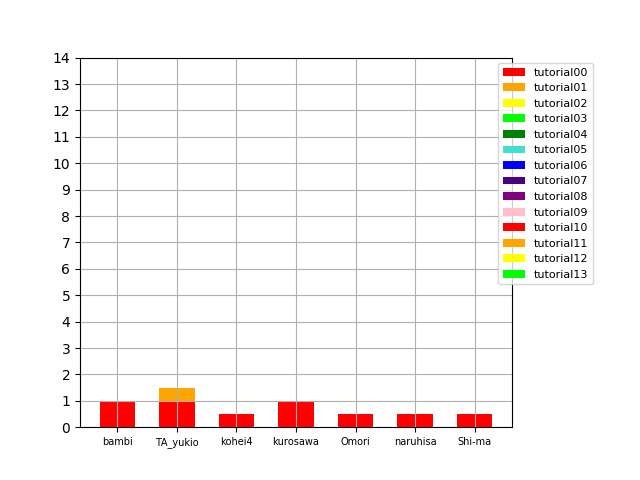 14
13
12
11
10
9
8
7
6
5
4
3
2
1
0
bambi TA_yukio kohei4 kurosawa Omori naruhisa Shi-ma
tutorial00
tutorial01
tutorial02
tutorial03
tutorial04
tutorial05
tutorial06
tutorial07
tutorial08
tutorial09
tutorial10
tutorial11
tutorial12
tutorial13